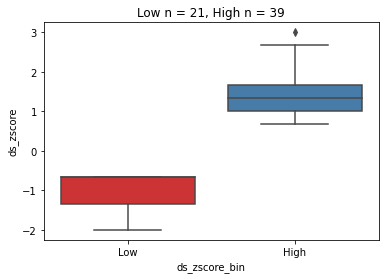 Low n = 21, High n = 39
3
2
1
0
−1
−2
ds_zscore
Low High
ds_zscore_bin